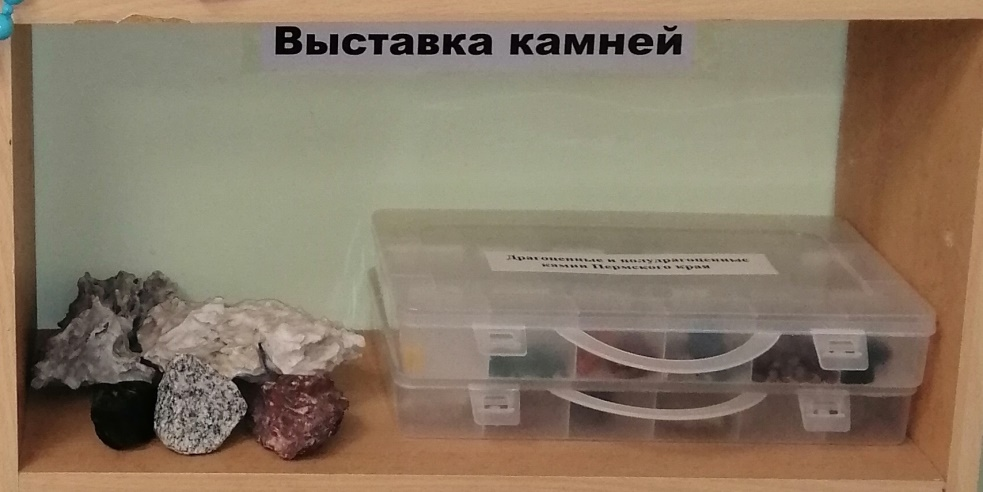 Выставка камней
Драгоценные и полудрагоценные
камни Пермского края